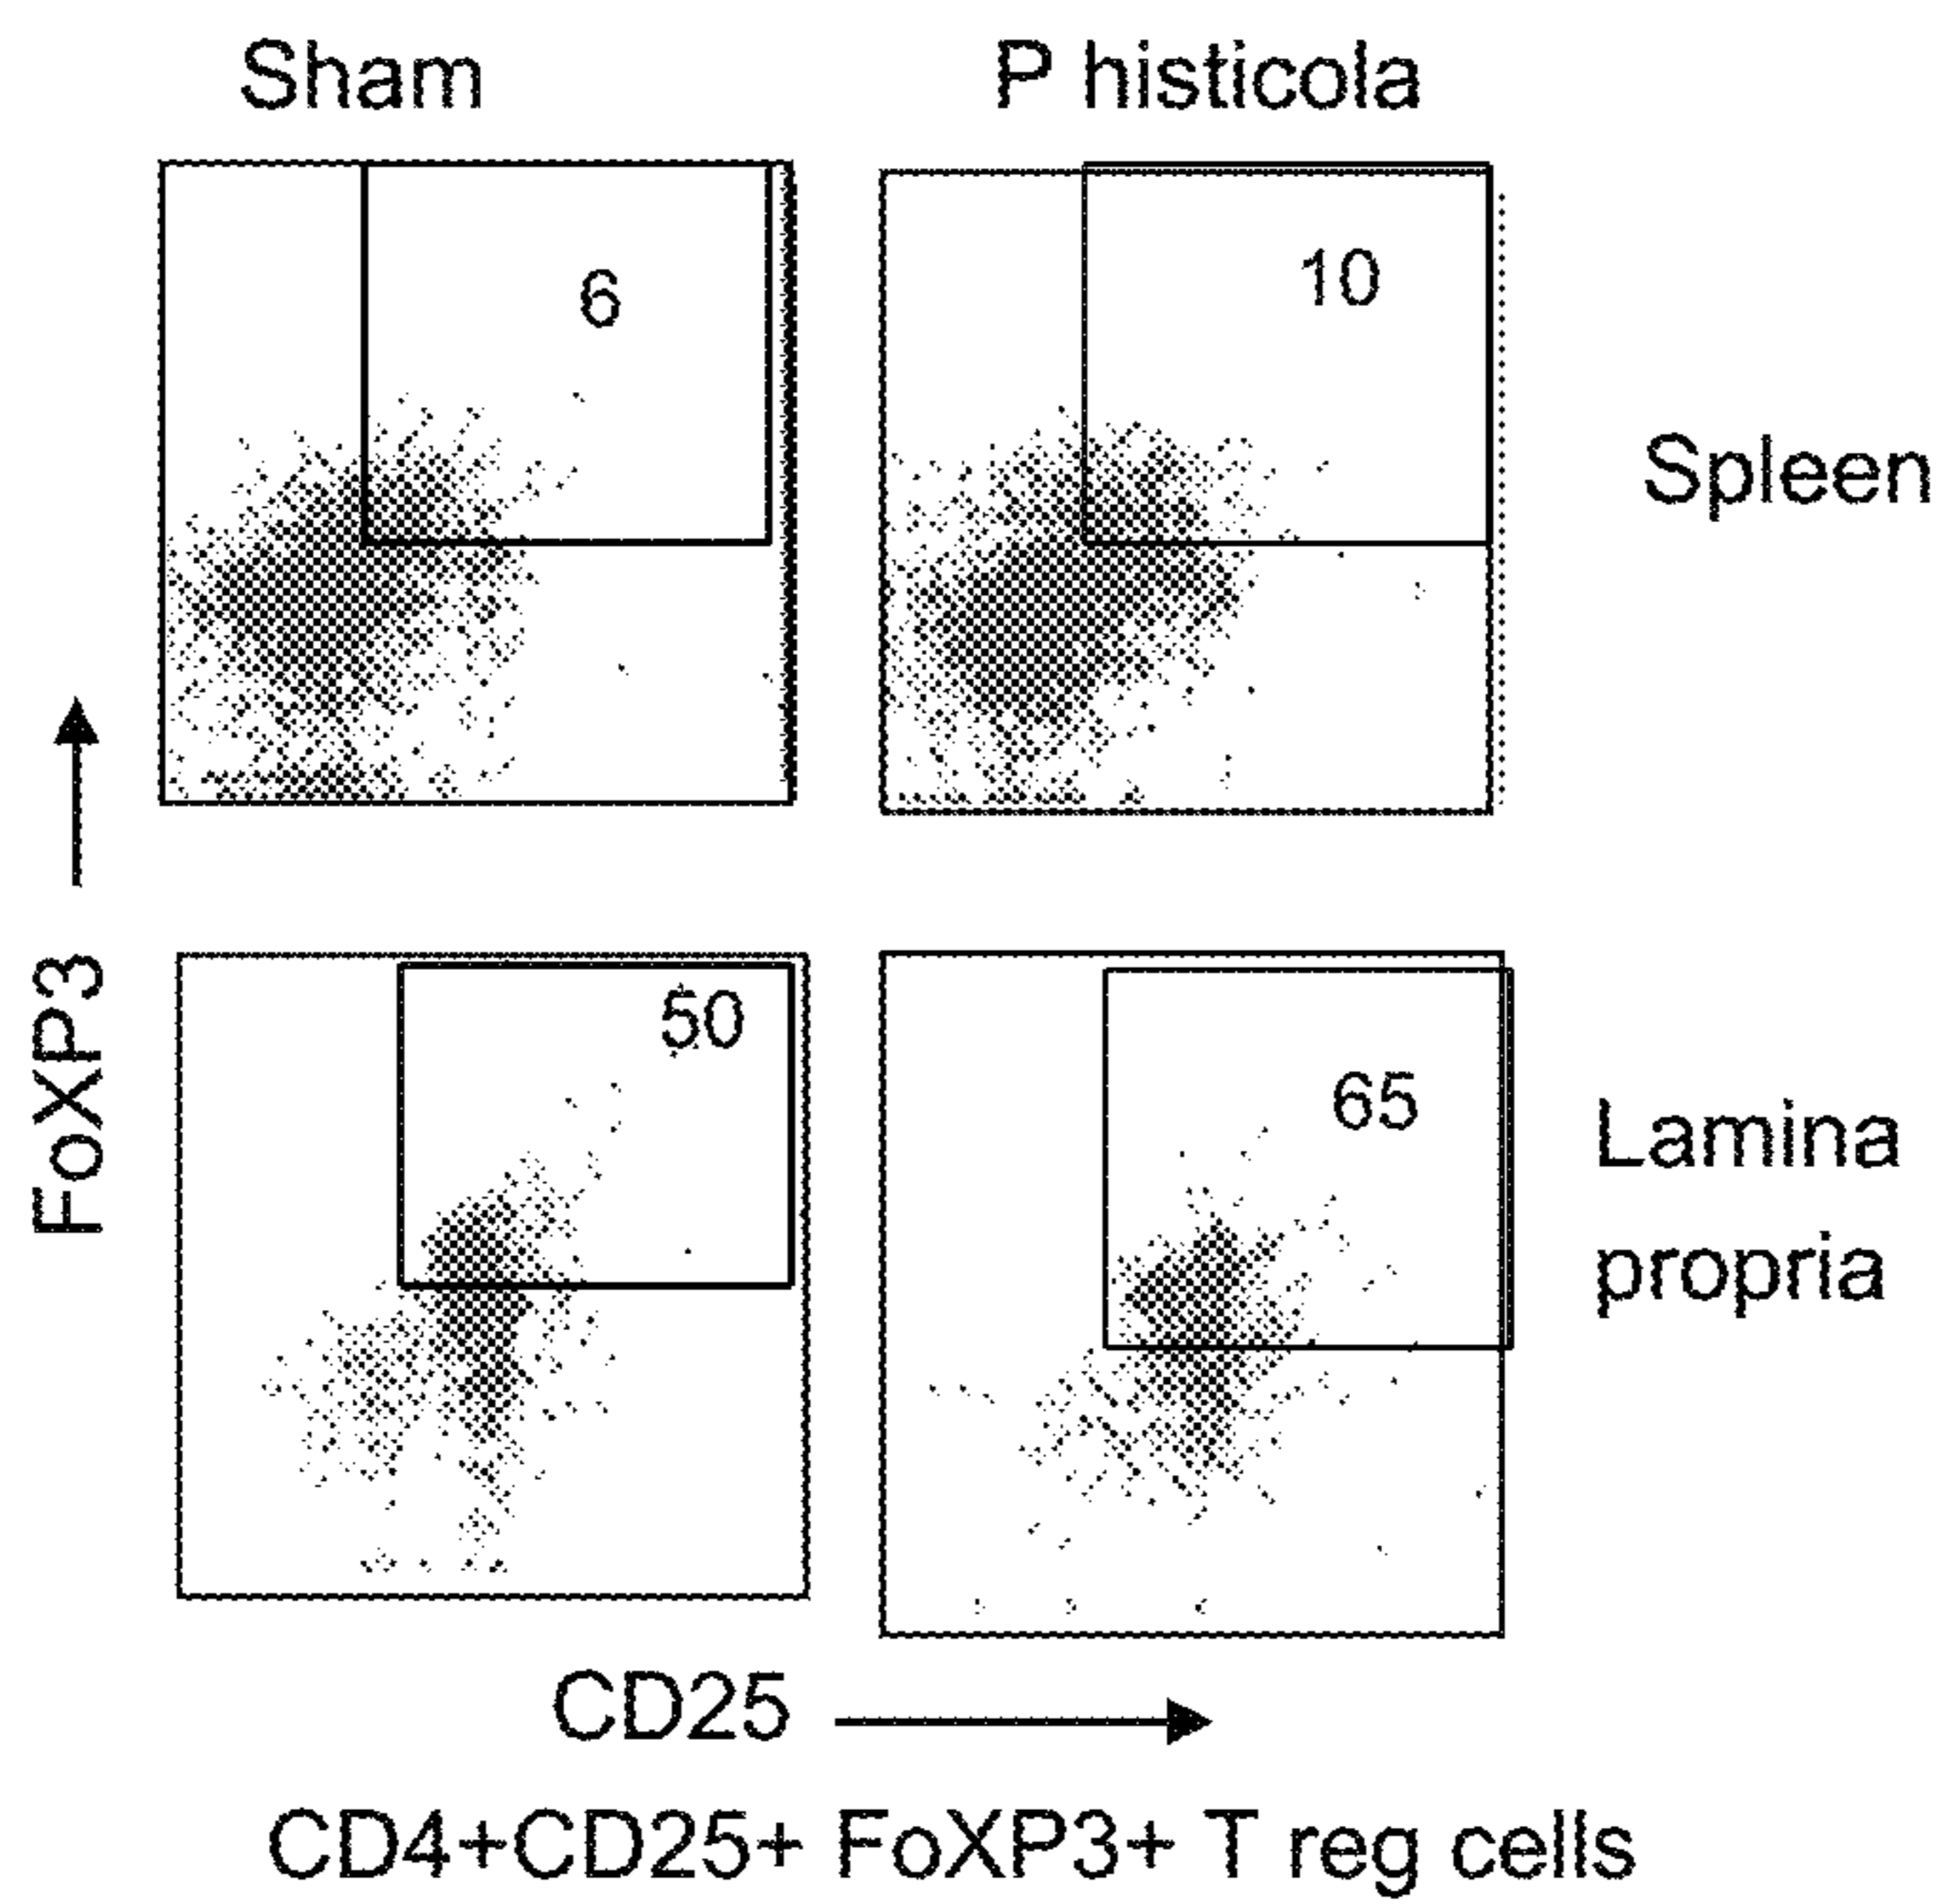 Sham
P histicola
6
10
Spleen
FoXP3
50
65
Lamina
propria
CD25
CD4+CD25+ FoXP3+ T reg cells